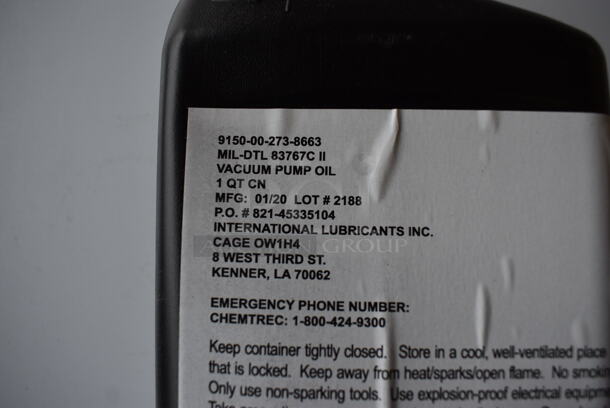 9150-00-273-8663
MIL-DTL 83767C II
VACUUM PUMP OIL
1 QT CN
MFG: 01/20 LOT # 2188
P.O. # 821-45335104
INTERNATIONAL LUBRICANTS INC.
CAGE OW1H4
8 WEST THIRD ST.
KENNER, LA 70062
EMERGENCY PHONE NUMBER:
CHEMTREC: 1-800-424-9300
Keep container tightly closed. Store in a cool, well-ventilated place
that is locked. Keep away from heat/sparks/open flame. No smokin
Only use non-sparking tools. Use explosion-proof electrical equipm
GROUP